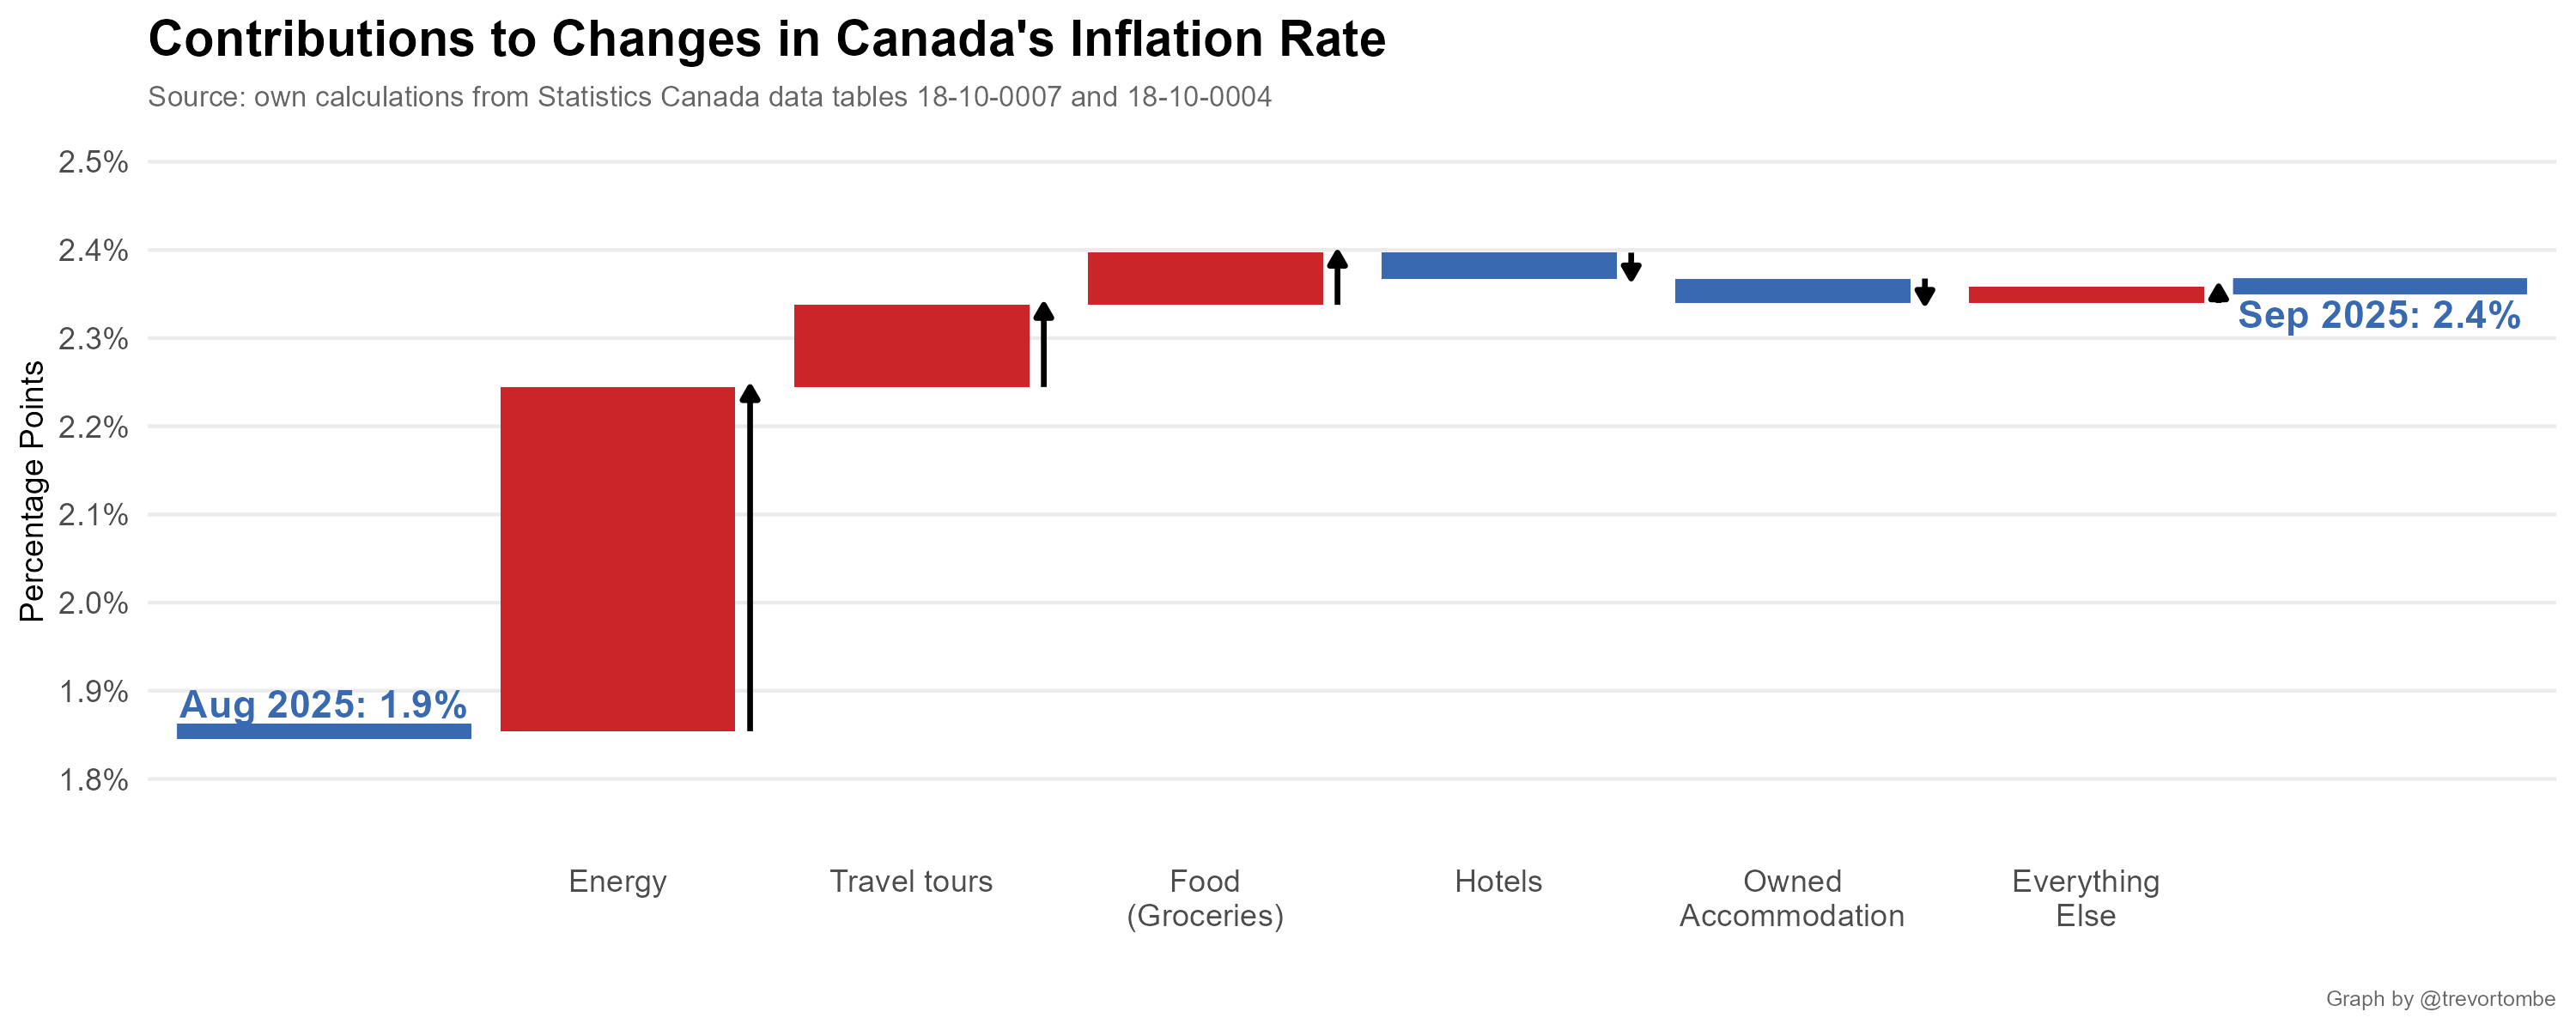 Contributions to Changes in Canada's Inflation Rate
Source: own calculations from Statistics Canada data tables 18-10-0007 and 18-10-0004
Percentage Points
2.5%
2.4%
2.3%
2.2%
2.1%
2.0%
1.9%
1.8%
Aug 2025: 1.9%
Sep 2025: 2.4%
Energy
Travel tours
Food
(Groceries)
Hotels
Owned
Accommodation
Everything
Else
Graph by @trevortombe